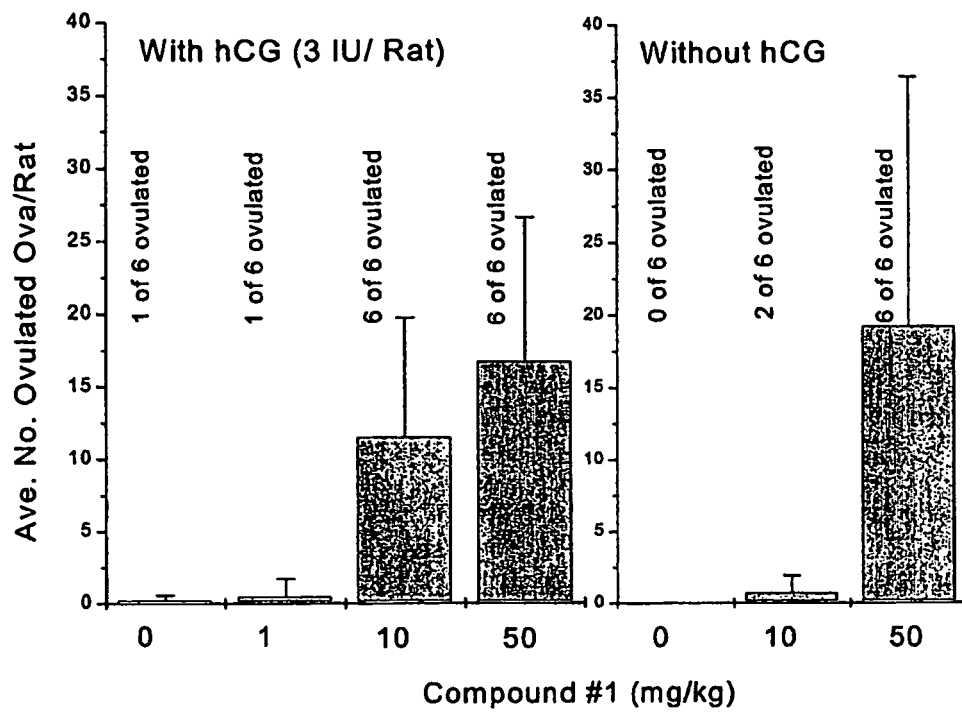 With hCG (3 IU/ Rat)
Without hCG
Ave. No. Ovulated Ova/Rat
40
35
30
25
20
15
10
5
0
1 of 6 ovulated
1 of 6 ovulated
6 of 6 ovulated
6 of 6 ovulated
0
1
10
50
40
35
30
25
20
15
10
5
0
0 of 6 ovulated
2 of 6 ovulated
6 of 6 ovulated
0
10
50
Compound #1 (mg/kg)